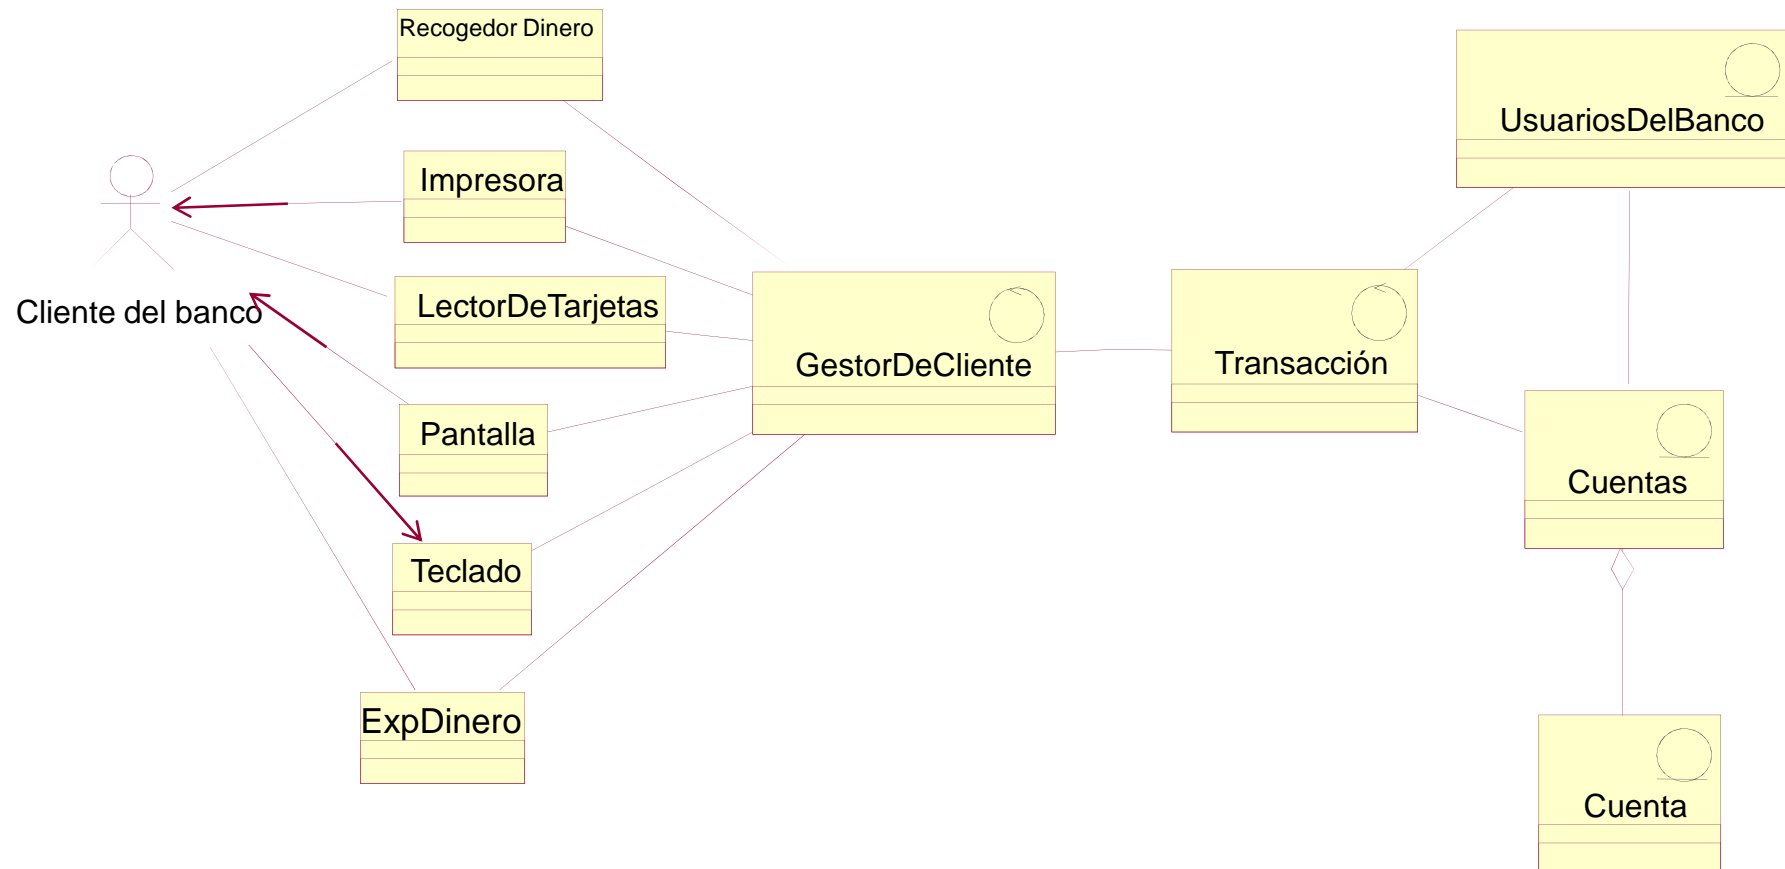 Recogedor Dinero
UsuariosDelBanco
Impresora
Cliente del banco
LectorDeTarjetas
GestorDeCliente
Transacción
Pantalla
Cuentas
Teclado
ExpDinero
Cuenta